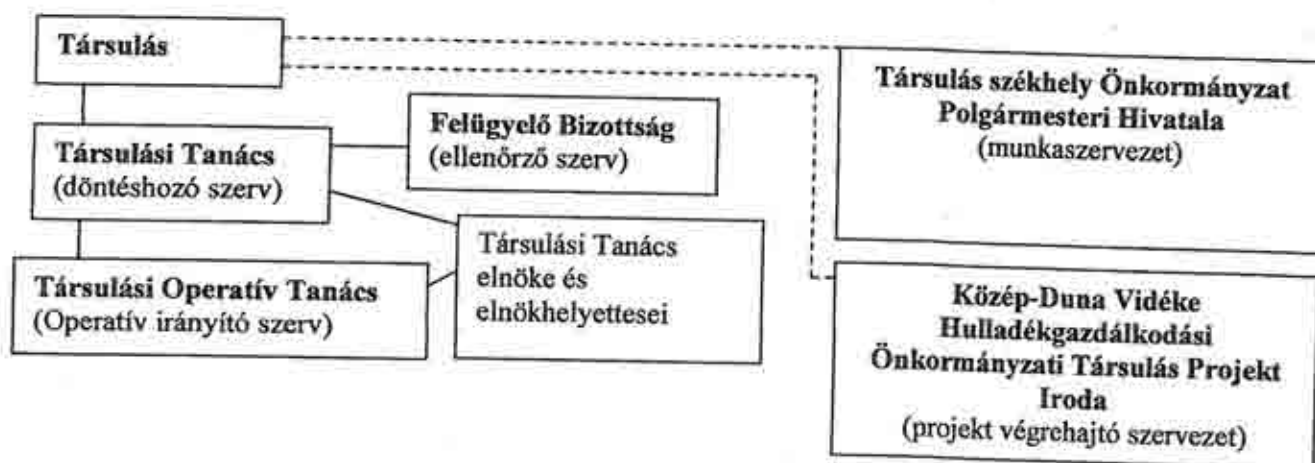 Társulás
Társulási Tanács
(döntéshozó szerv)
Társulási Operatív Tanács
(Operatív irányító szerv)
Felügyelő Bizottság
(ellenőrző szerv)
Társulási Tanács
elnöke és
elnökhelyettesei
Társulás székhely Önkormányzat
Polgármesteri Hivatala
(munkaszervezet)
Közép-Duna Vidéke
Hulladékgazdálkodási
Önkormányzati Társulás Projekt
Iroda
(projekt végrehajtó szervezet)